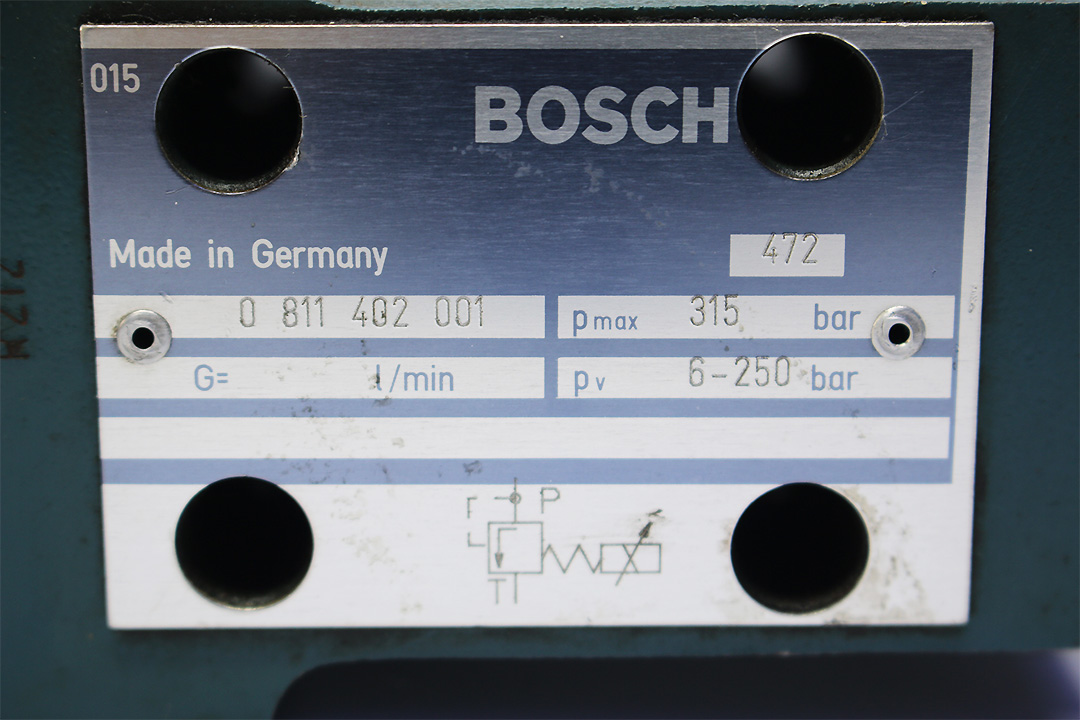 015
BOSCH
Made in Germany
472
0 811 402 001
pmax 315 bar
G= l/min
pv 6-250 bar
P
T